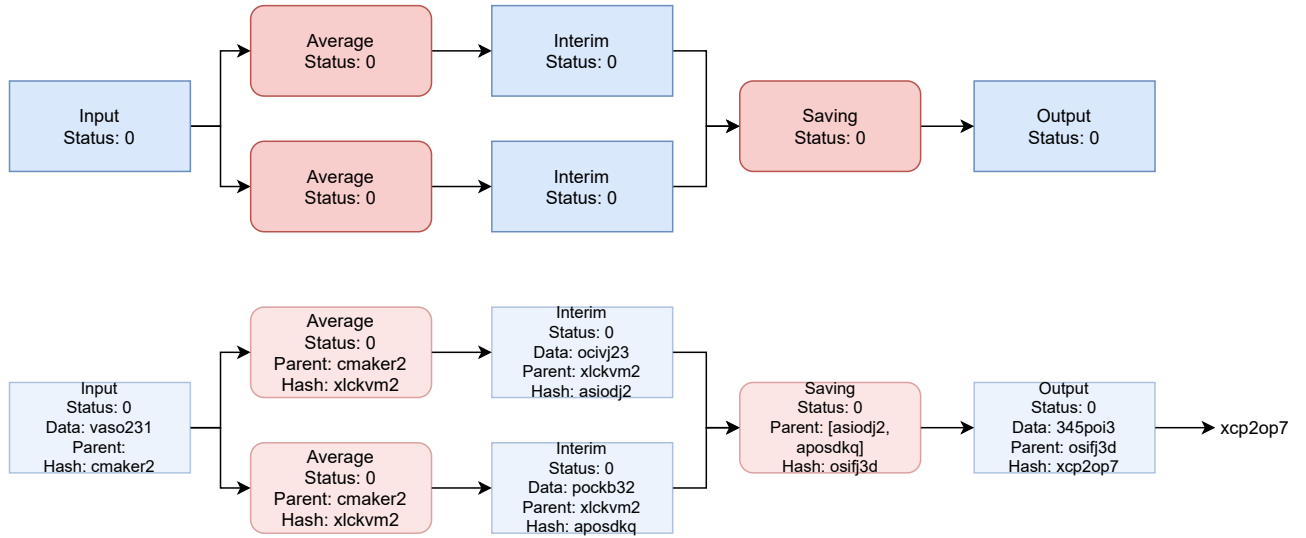 Average
Status: 0
Interim
Status: 0
Input
Status: 0
Saving
Status: 0
Output
Status: 0
Average
Status: 0
Interim
Status: 0
Average
Status: 0
Parent: cmaker2
Hash: xlckvm2
Interim
Status: 0
Data: ocivj23
Parent: xlckvm2
Hash: asiodj2
Input
Status: 0
Data: vaso231
Parent:
Hash: cmaker2
Saving
Status: 0
Parent: [asiodj2,
aposdkq]
Hash: osifj3d
Output
Status: 0
Data: 345poi3
Parent: osifj3d
Hash: xcp2op7
xcp2op7
Average
Status: 0
Parent: cmaker2
Hash: xlckvm2
Interim
Status: 0
Data: pockb32
Parent: xlckvm2
Hash: aposdkq